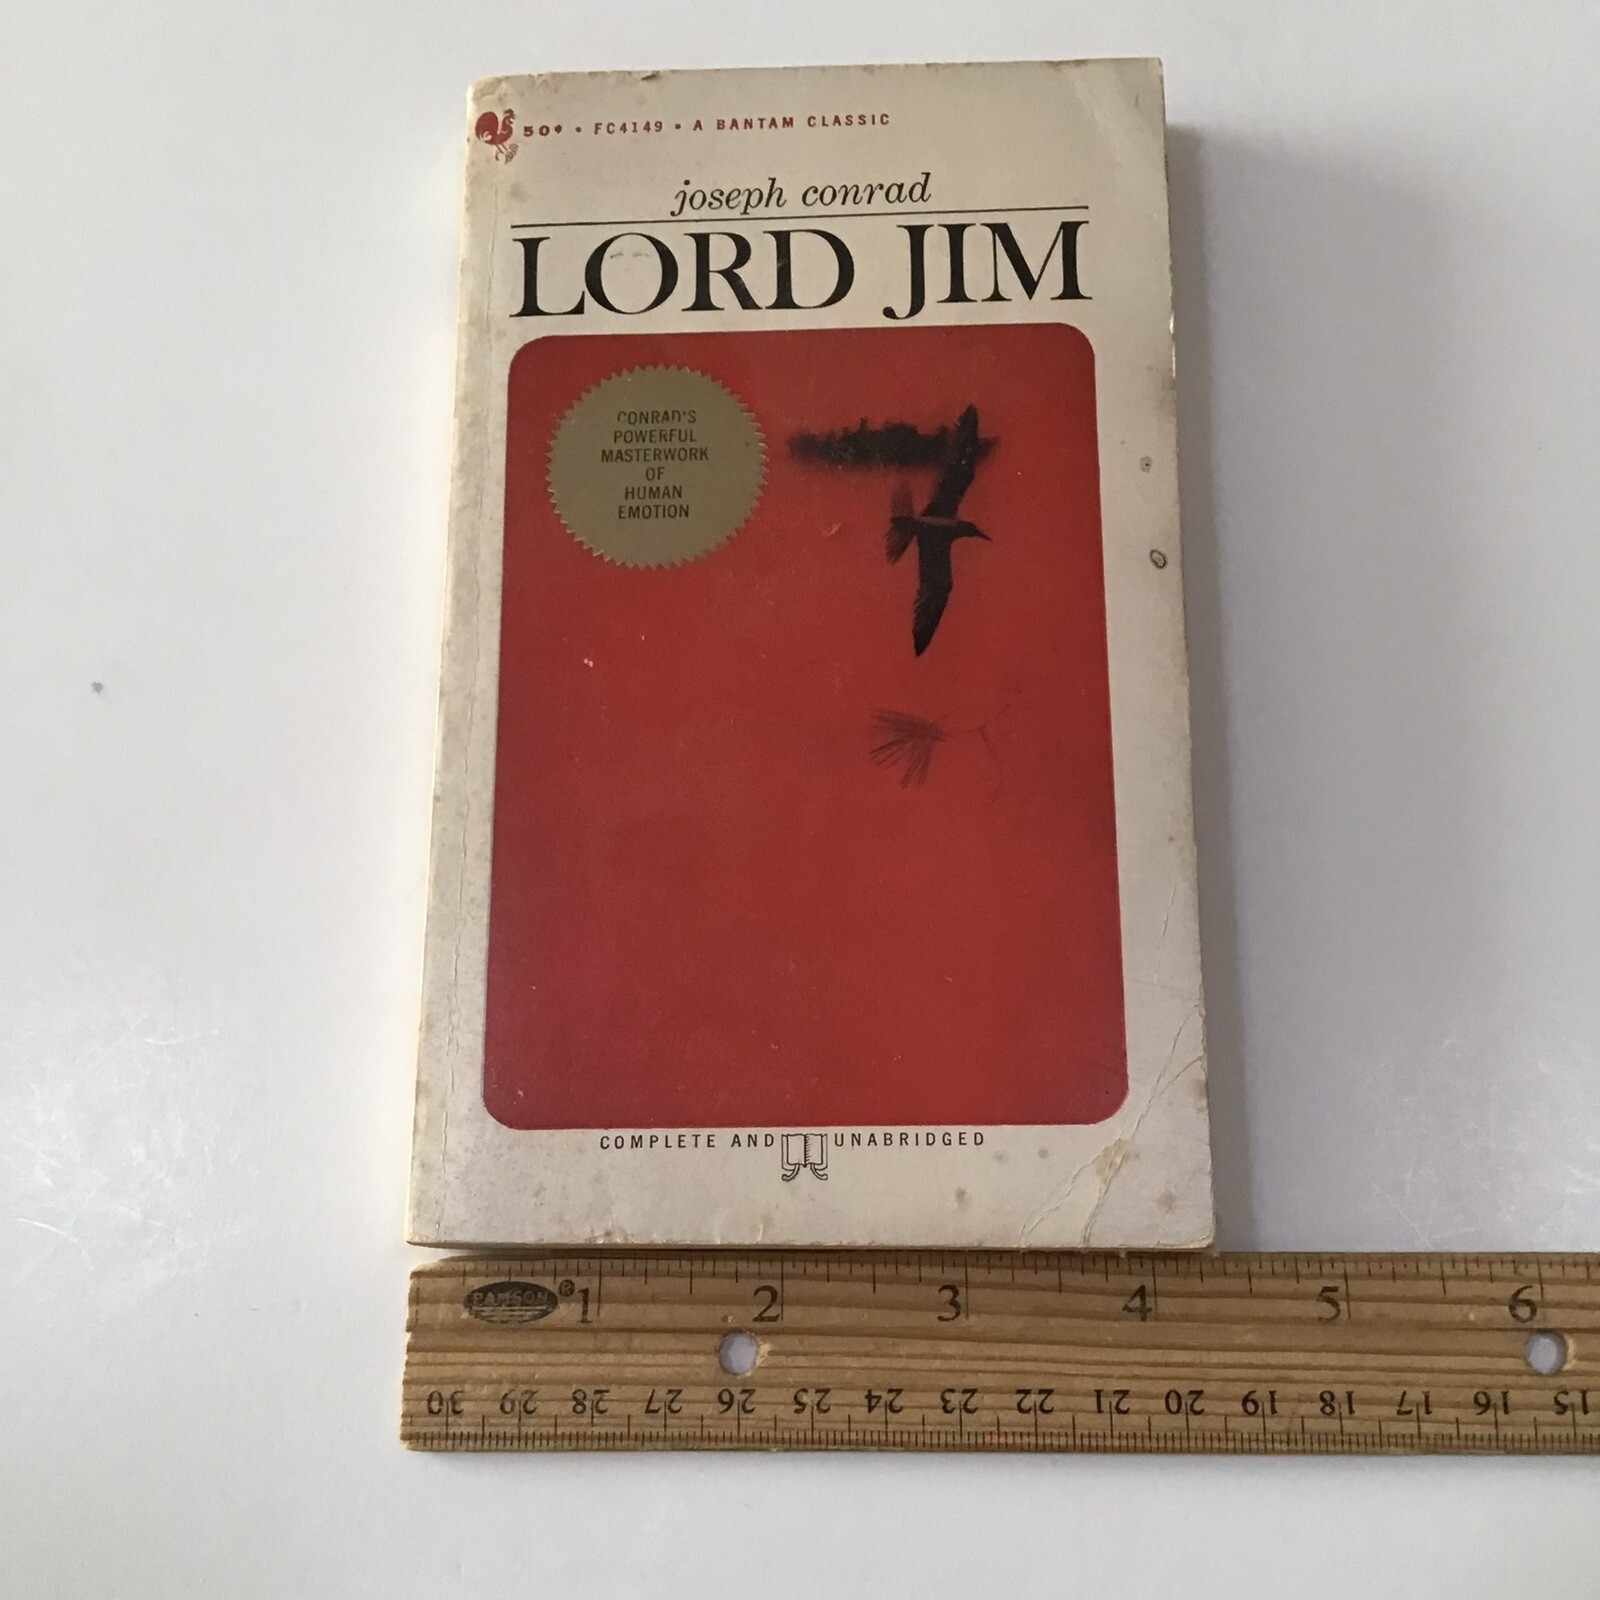 50¢ • FC4149 • A BANTAM CLASSIC
joseph conrad
LORD JIM
CONRAD'S
POWERFUL
MASTERWORK
OF
HUMAN
EMOTION
COMPLETE AND UNABRIDGED
PAMSON ® 1 2 3 4 5 6
30 29 28 27 26 25 24 23 22 21 20 19 18 17 16 15